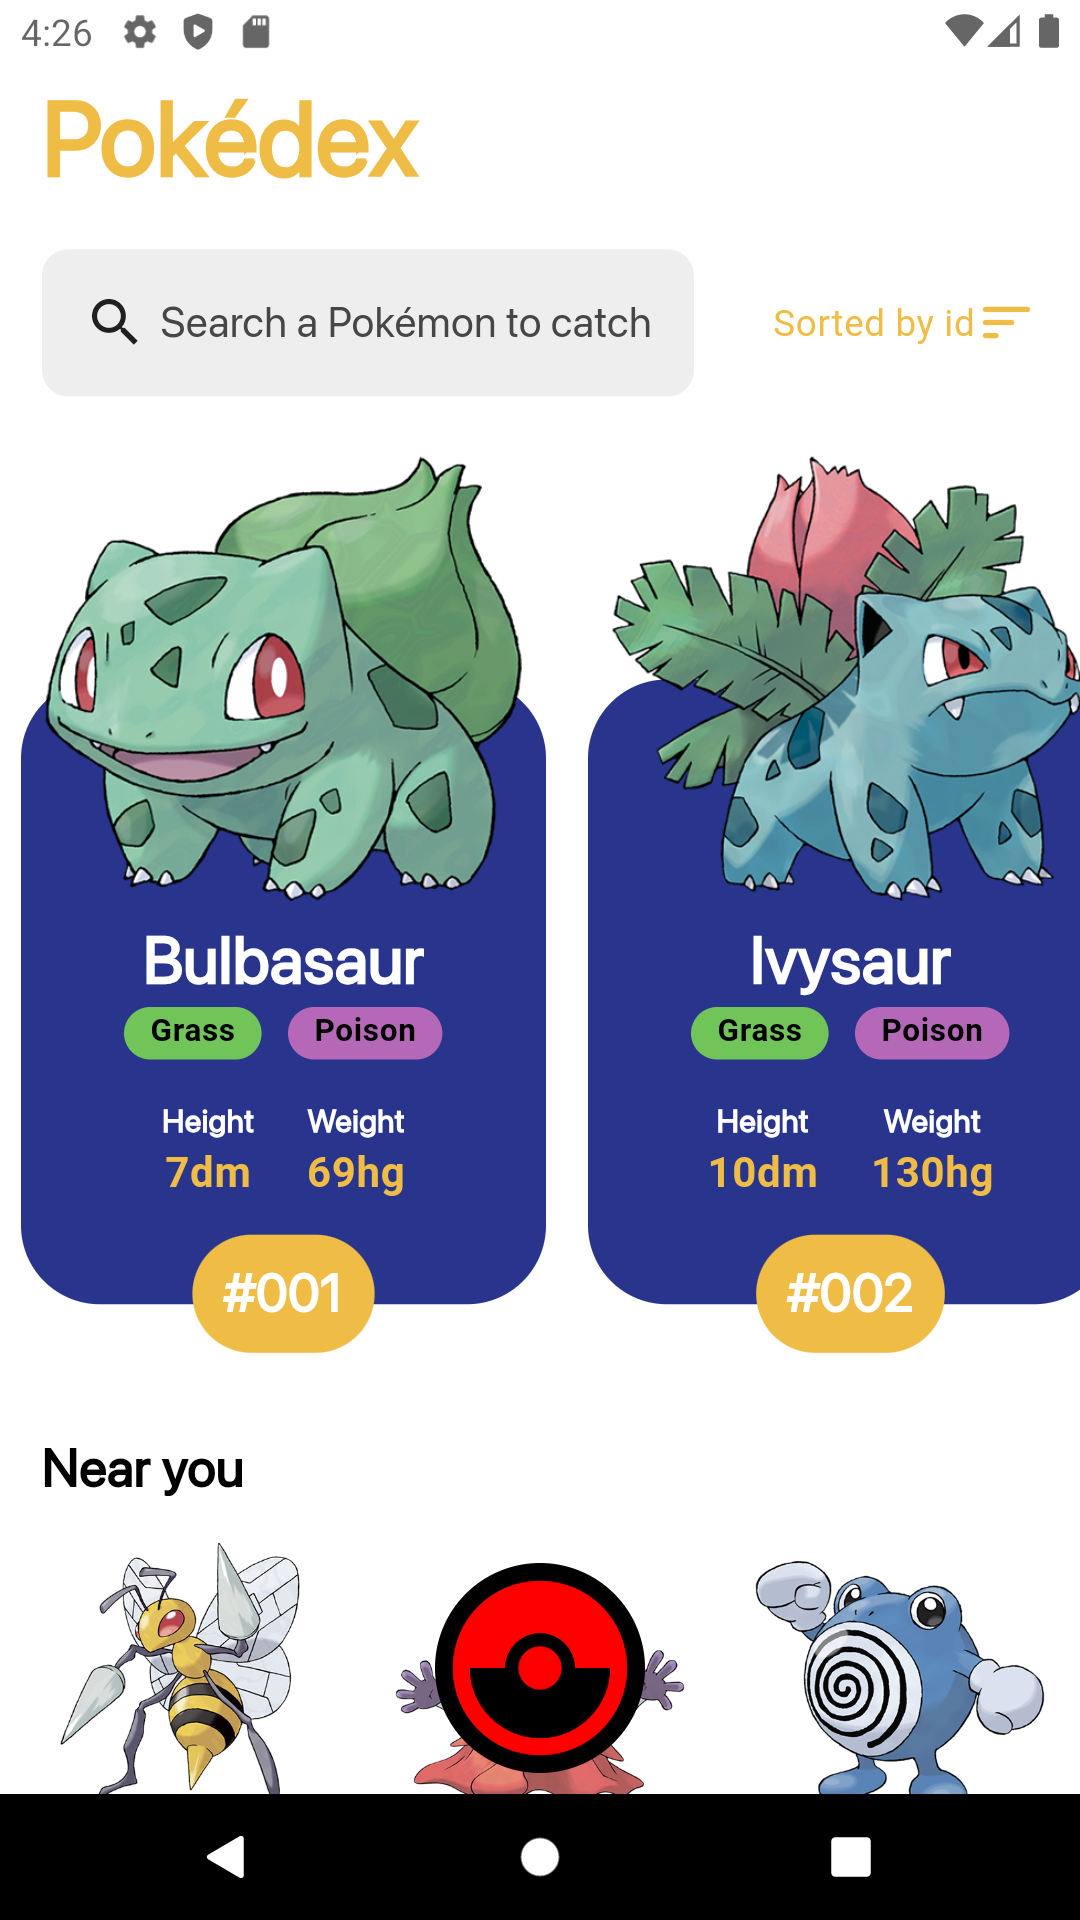 4:26
Pokédex
Search a Pokémon to catch
Sorted by id
Bulbasaur
Grass Poison
Height Weight
7dm 69hg
#001
Ivysaur
Grass Poison
Height Weight
10dm 130hg
#002
Near you